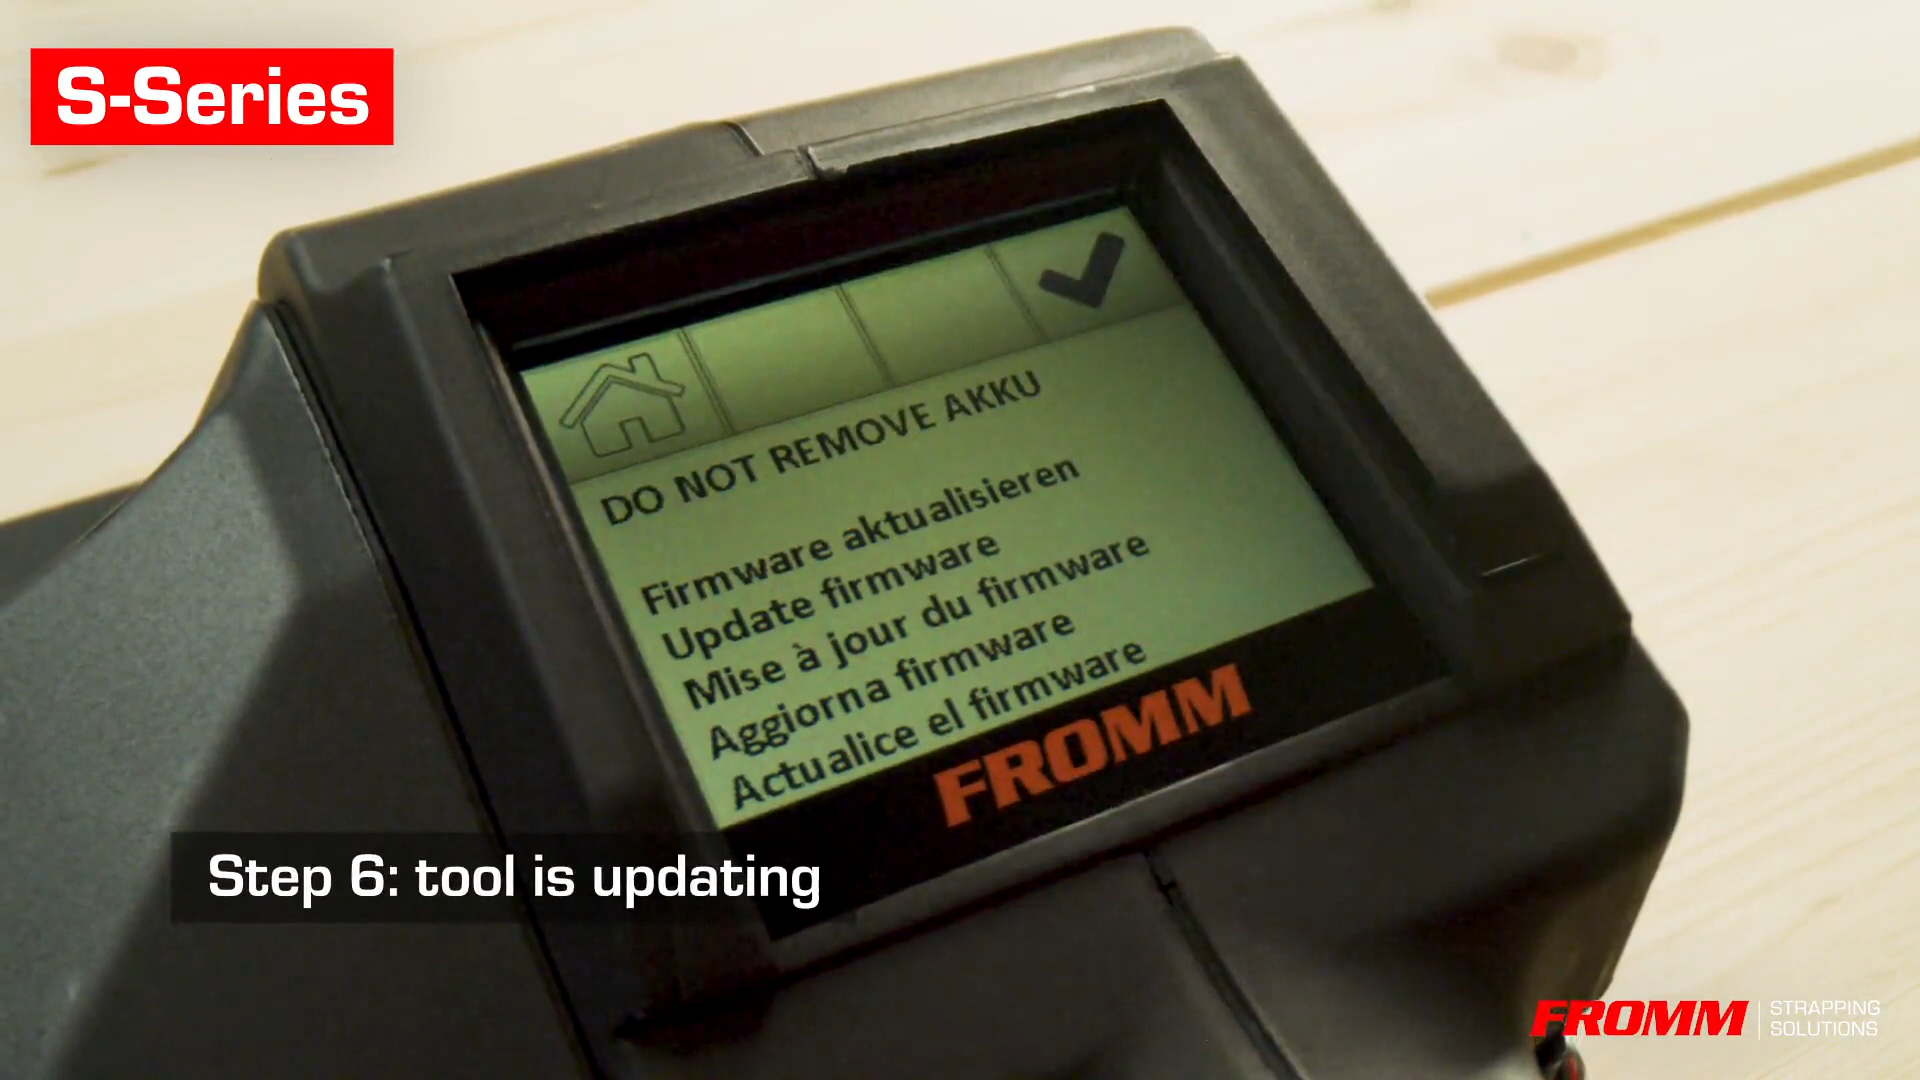 S-Series
DO NOT REMOVE AKKU
Firmware aktualisieren
Update firmware
Mise à jour du firmware
Aggiorna firmware
Actualice el firmware
FROMM
Step 6: tool is updating
FROMM
STRAPPING
SOLUTIONS